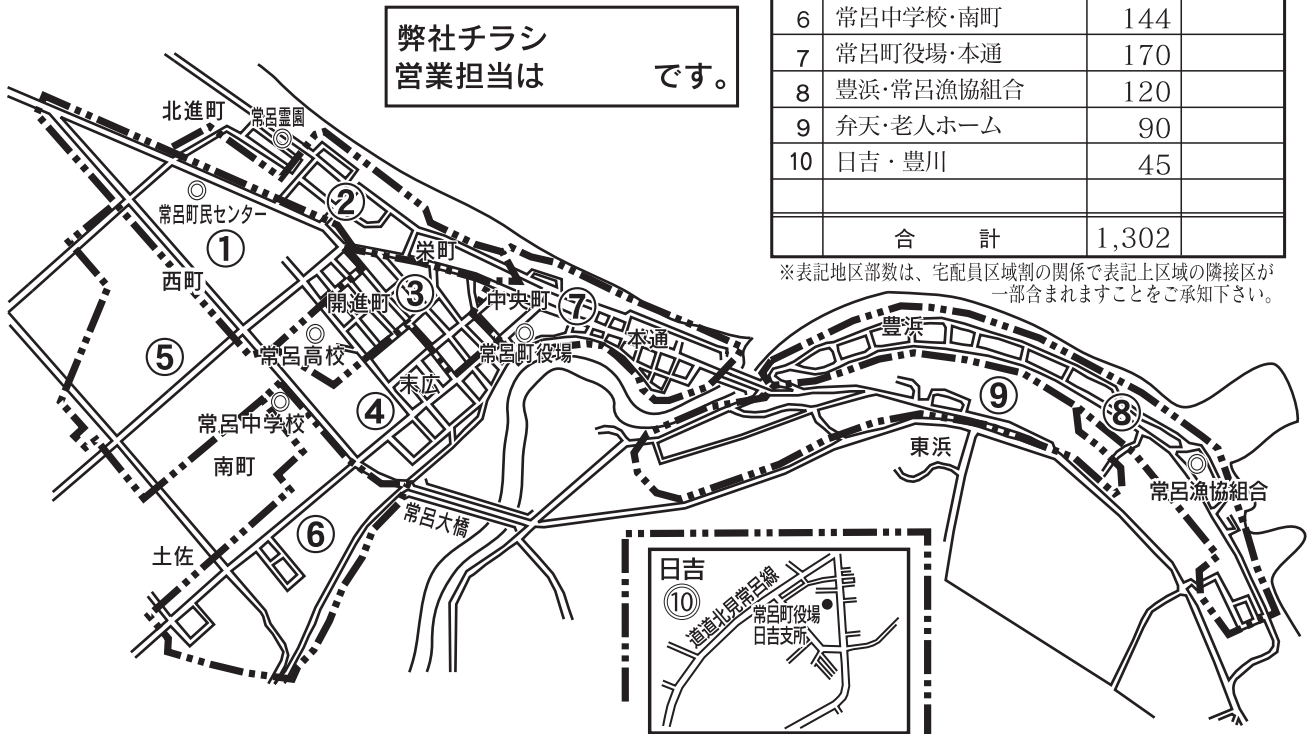 弊社チラシ
営業担当は　　　です。
6 常呂中学校・南町 144
7 常呂町役場・本通 170
8 豊浜・常呂漁協組合 120
9 弁天・老人ホーム 90
10 日吉・豊川 45
合　計 1,302
※表記地区部数は、宅配員区域割の関係で表記上区域の隣接区が
一部含まれますことをご承知下さい。
北進町
常呂霊園
常呂町民センター
①
②
栄町
西町
開進町
③
中央町
⑦
本通
常呂高校
常呂町役場
⑤
末広
④
常呂中学校
南町
豊浜
⑨
⑧
東浜
常呂漁協組合
⑥
常呂大橋
土佐
日吉
⑩
道道北見常呂線
常呂町役場
日吉支所